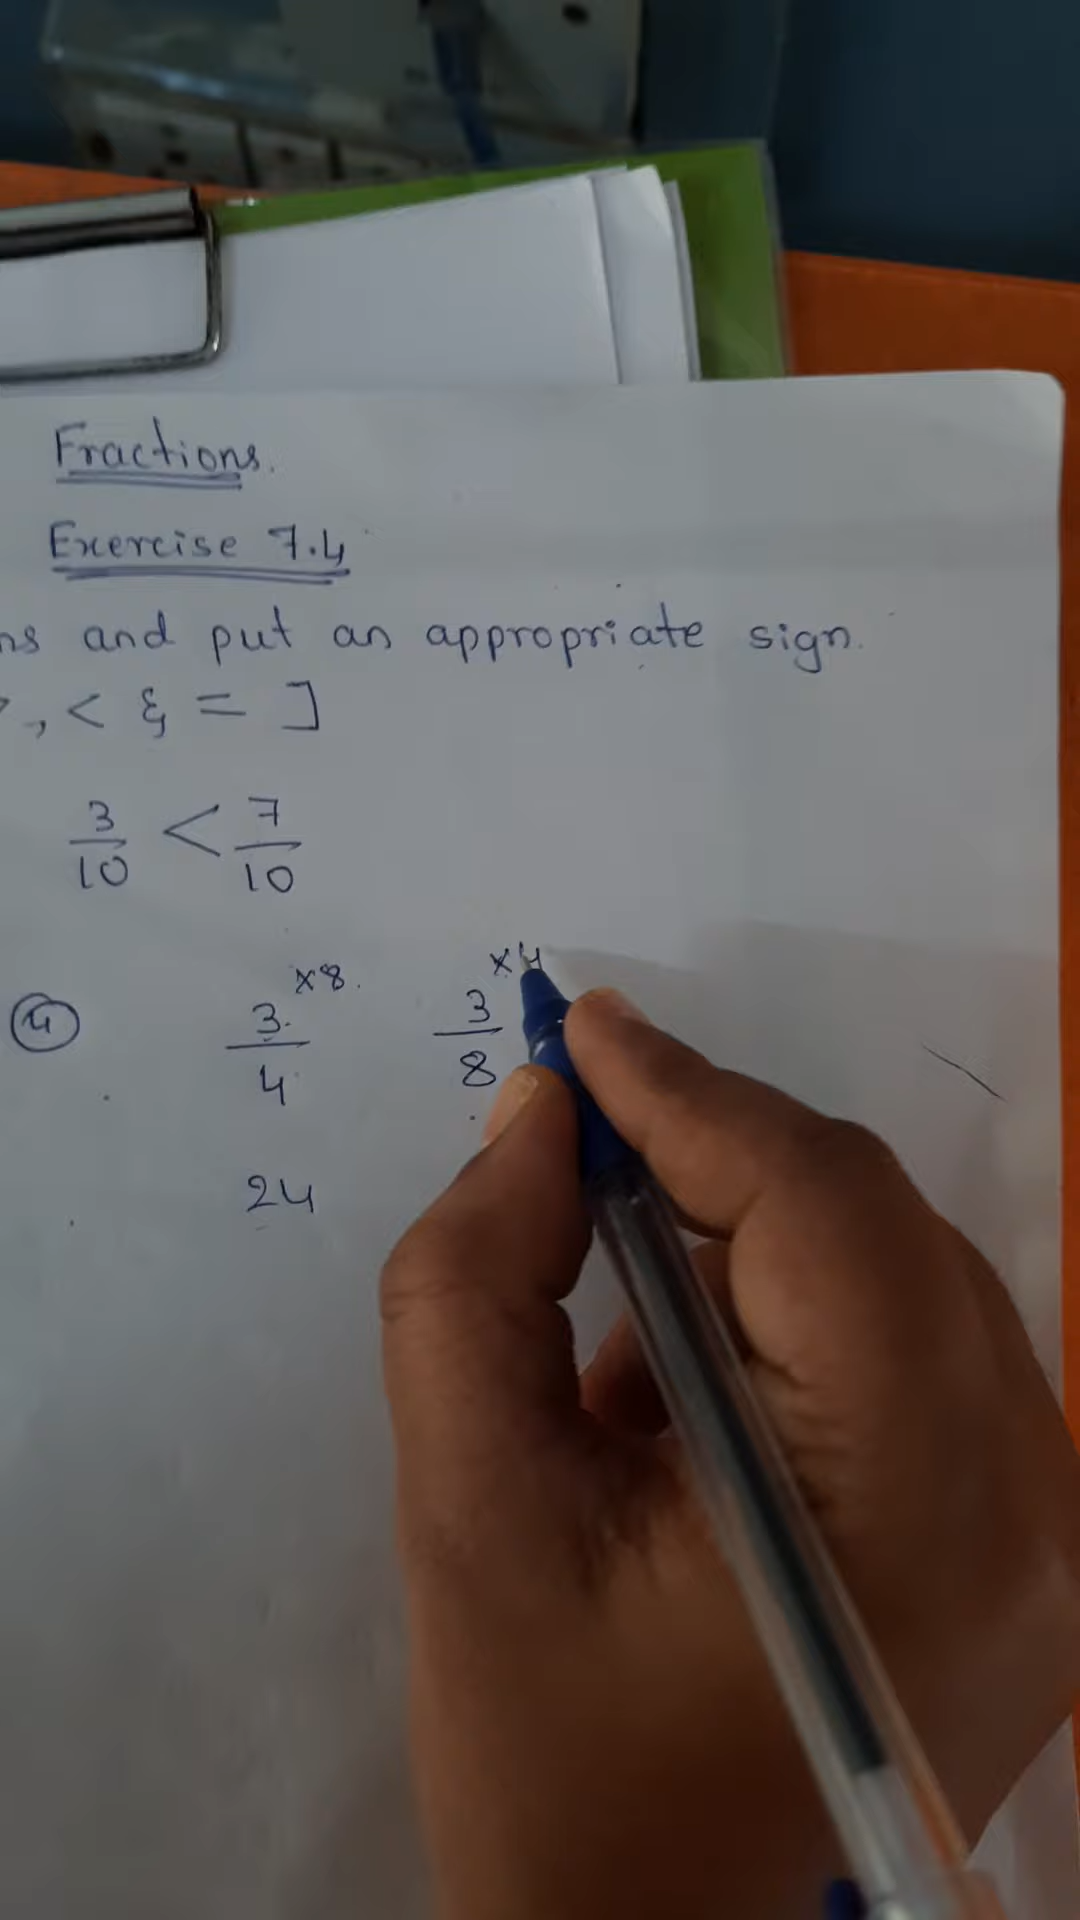 Fractions.
Exercise 7.4
and put an appropriate sign.
, < & = ]
3/10 < 7/10
④ 3/4 ×8. 3/8 ×4
24